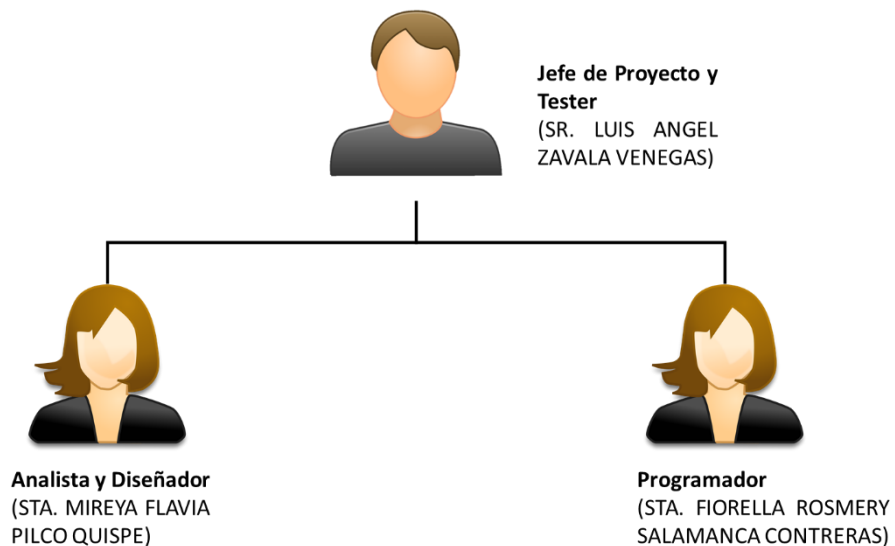 Jefe de Proyecto y
Tester
(SR. LUIS ANGEL
ZAVALA VENEGAS)
Analista y Diseñador
(STA. MIREYA FLAVIA
PILCO QUISPE)
Programador
(STA. FIORELLA ROSMERY
SALAMANCA CONTRERAS)